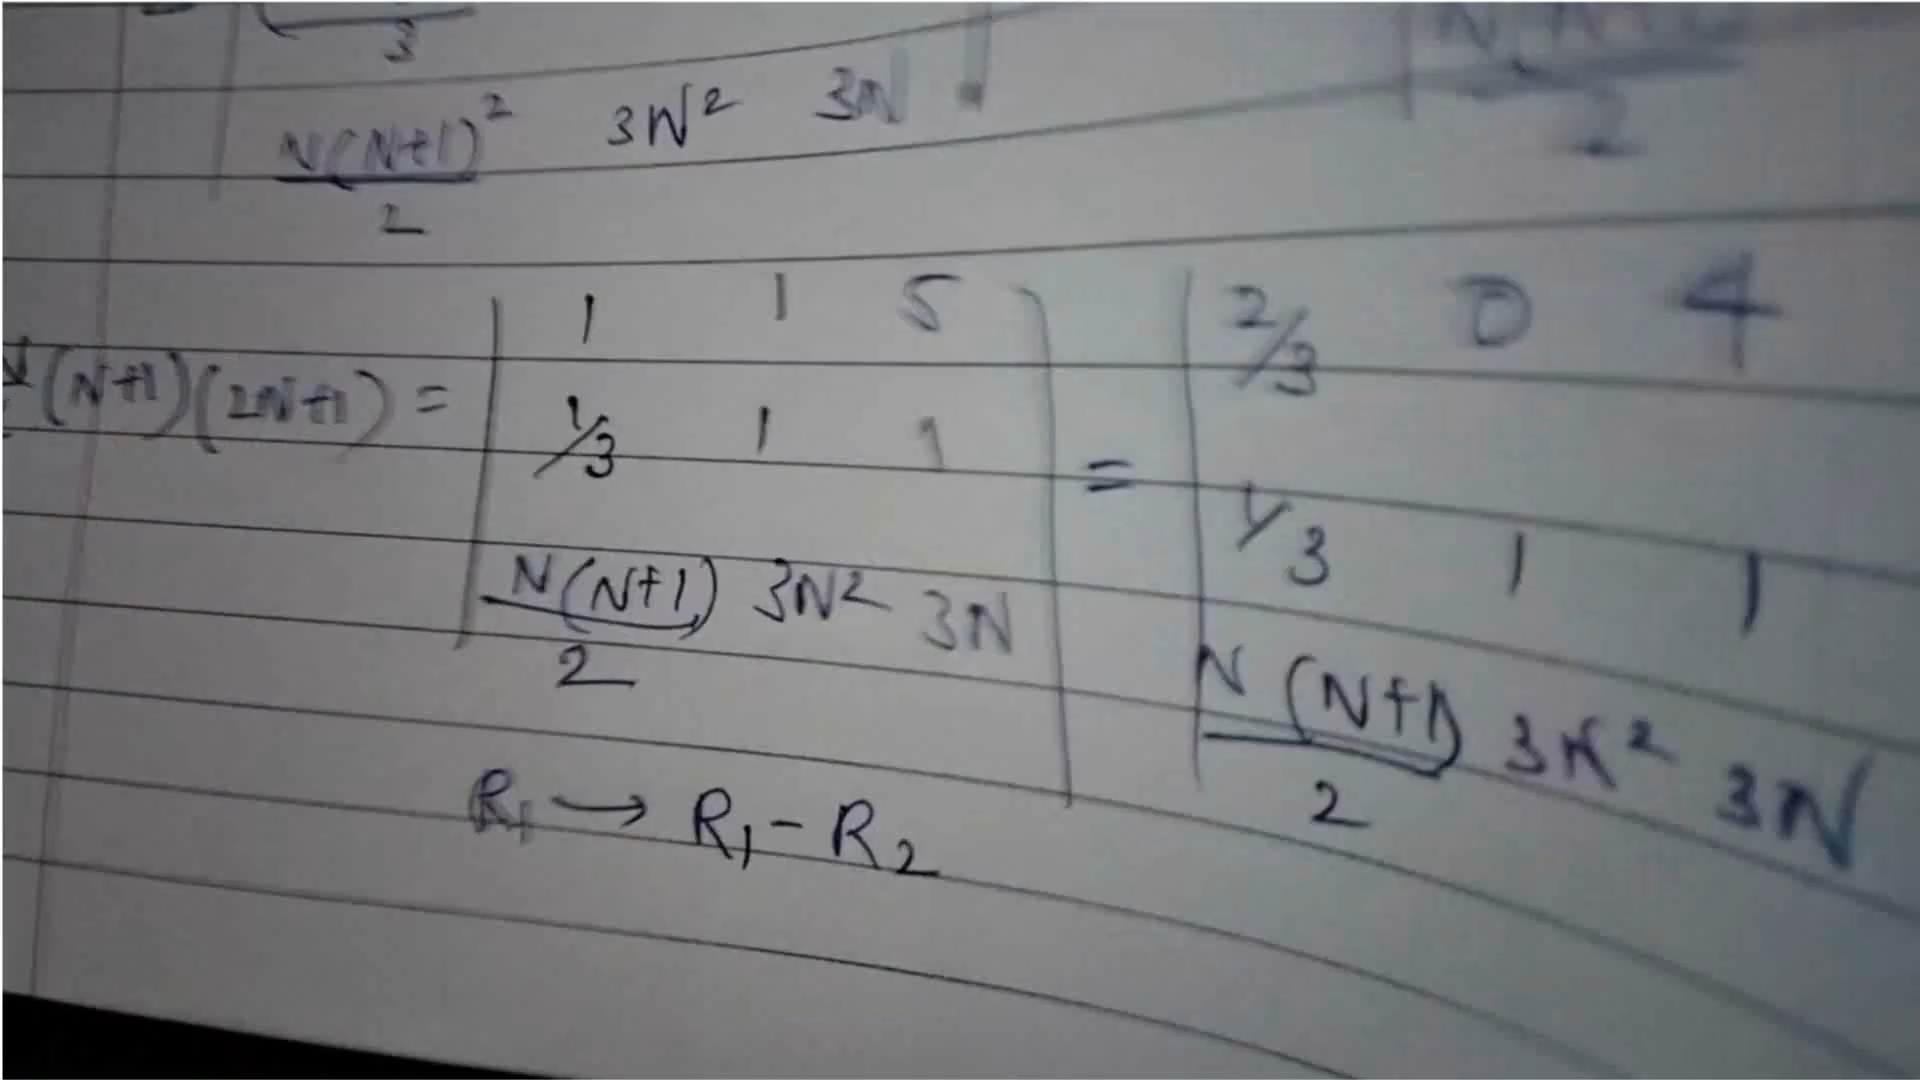 3
N(N+1)² 3N² 3N
2
2
1 1 5
(N+1)(2N+1) = 1/3 1 1
N(N+1) 3N² 3N
2
= 2/3 0 4
1/3 1 1
N(N+1) 3N² 3N
2
R₁ → R₁ - R₂